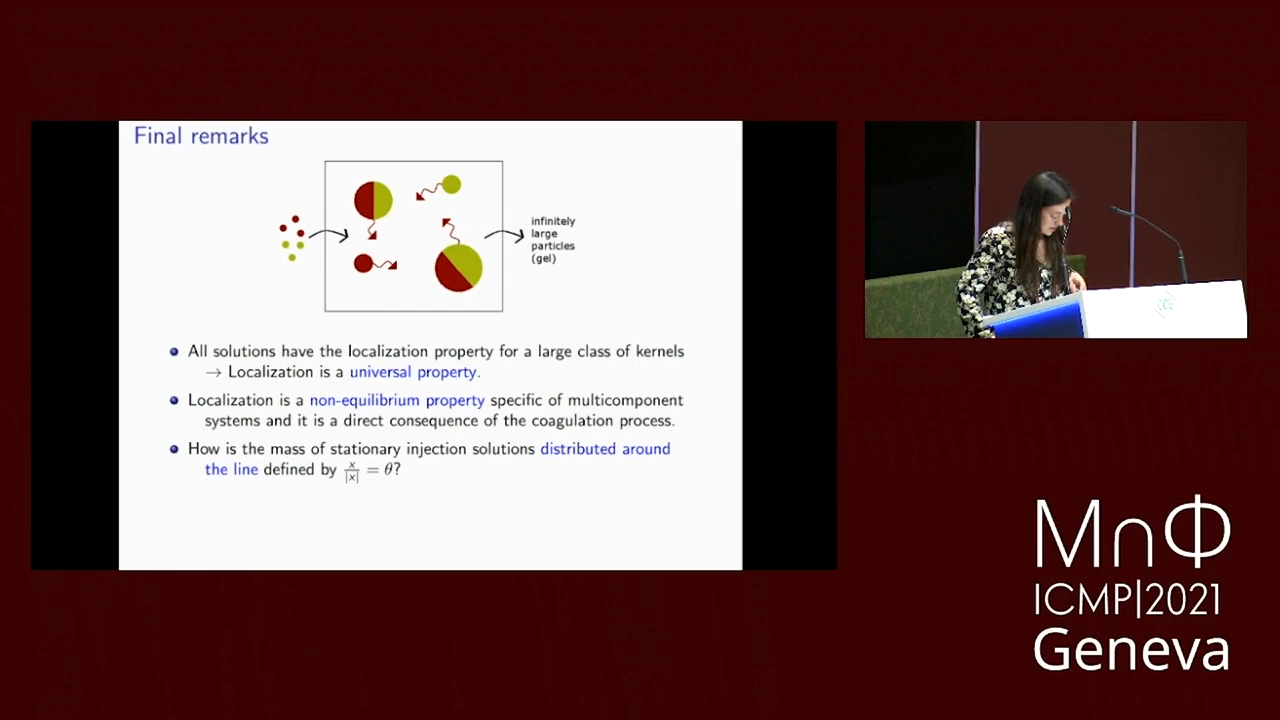 Final remarks
infinitely
large
particles
(gel)
All solutions have the localization property for a large class of kernels
→ Localization is a universal property.
Localization is a non-equilibrium property specific of multicomponent
systems and it is a direct consequence of the coagulation process.
How is the mass of stationary injection solutions distributed around
the line defined by x/|x| = θ?
M∩Φ
ICMP|2021
Geneva